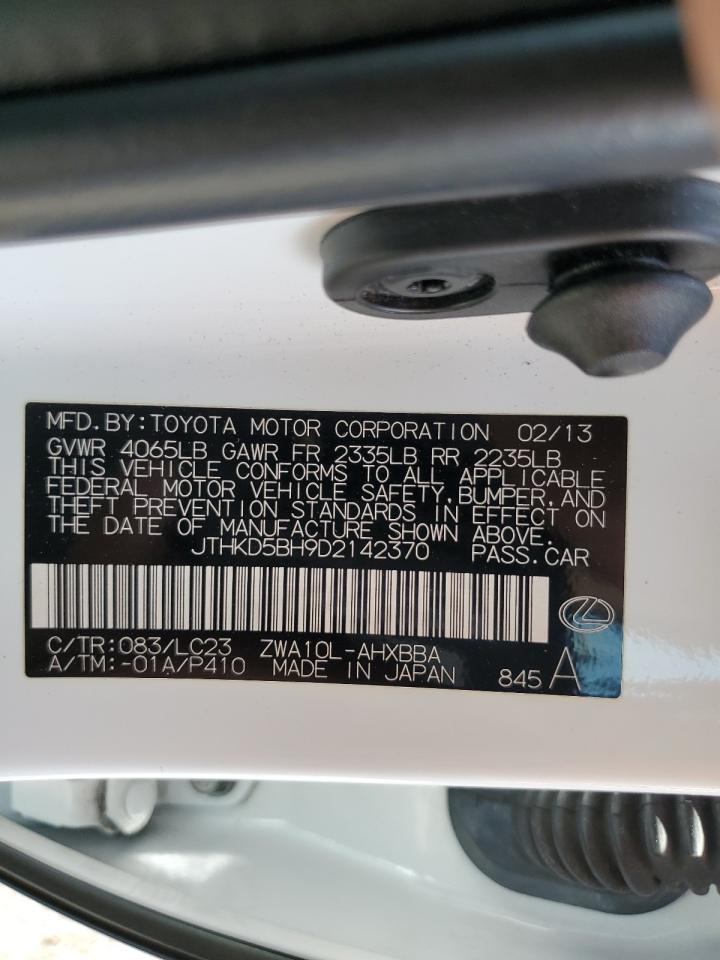 MFD.BY:TOYOTA MOTOR CORPORATION 02/13
GVWR 4065LB GAWR FR 2335LB RR 2235LB
THIS VEHICLE CONFORMS TO ALL APPLICABLE
FEDERAL MOTOR VEHICLE SAFETY,BUMPER,AND
THEFT PREVENTION STANDARDS IN EFFECT ON
THE DATE OF MANUFACTURE SHOWN ABOVE.
JTHKD5BH9D2142370 PASS.CAR
C/TR:083/LC23 ZWA10L-AHXBBA
A/TM:-01A/P410 MADE IN JAPAN 845 A